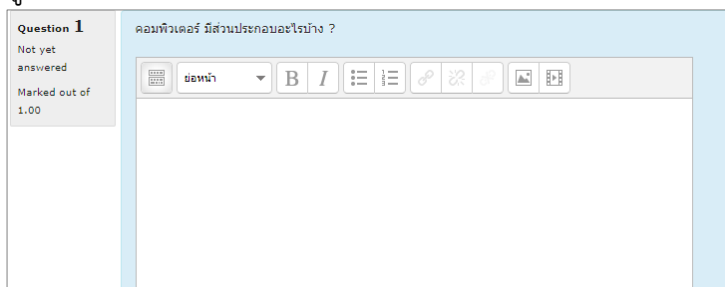 Question 1
Not yet
answered
Marked out of
1.00
คอมพิวเตอร์ มีส่วนประกอบอะไรบ้าง ?
ย่อหน้า
B I